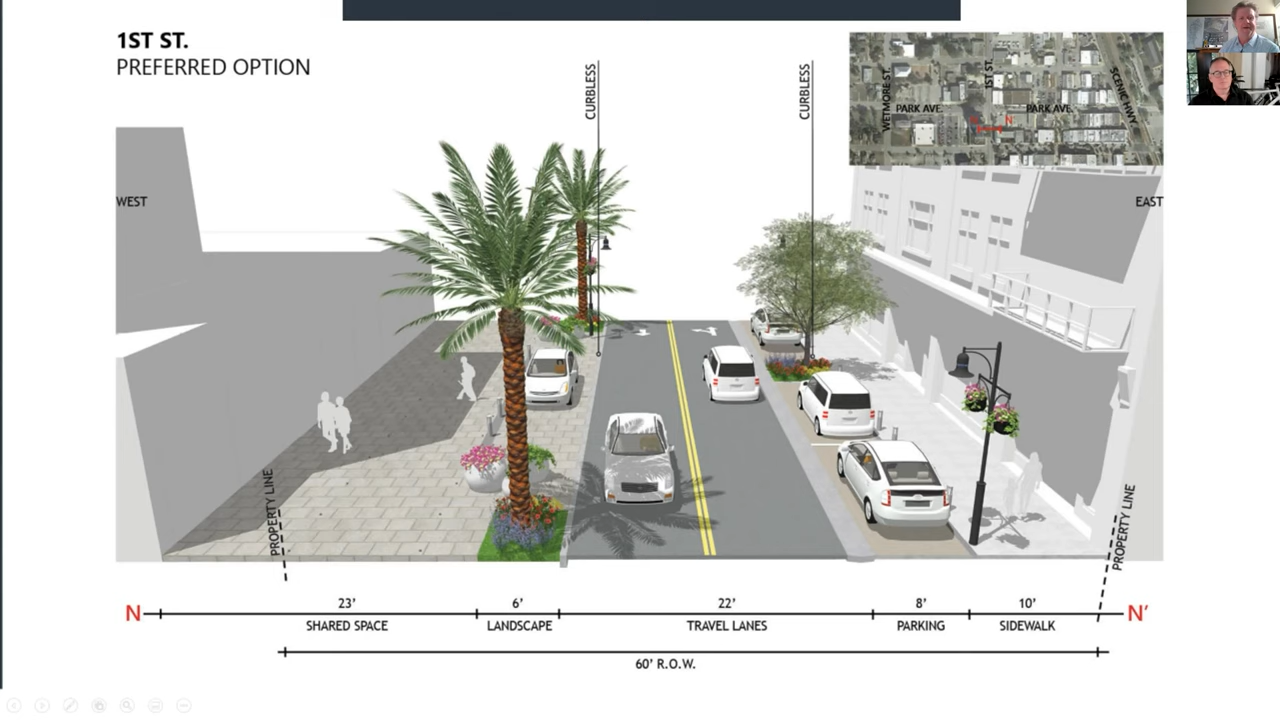 1ST ST.
PREFERRED OPTION
CURBLESS
CURBLESS
WETMORE ST.
PARK AVE.
1ST ST.
PARK AVE.
SCENIC HWY
N
WEST
EAST
PROPERTY LINE
PROPERTY LINE
N
23’
6’
22’
8’
10’
N’
SHARED SPACE
LANDSCAPE
TRAVEL LANES
PARKING
SIDEWALK
60’ R.O.W.